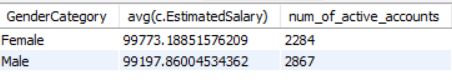 GenderCategory avg(c.EstimatedSalary) num_of_active_accounts
Female 99773.18851576209 2284
Male 99197.86004534362 2867